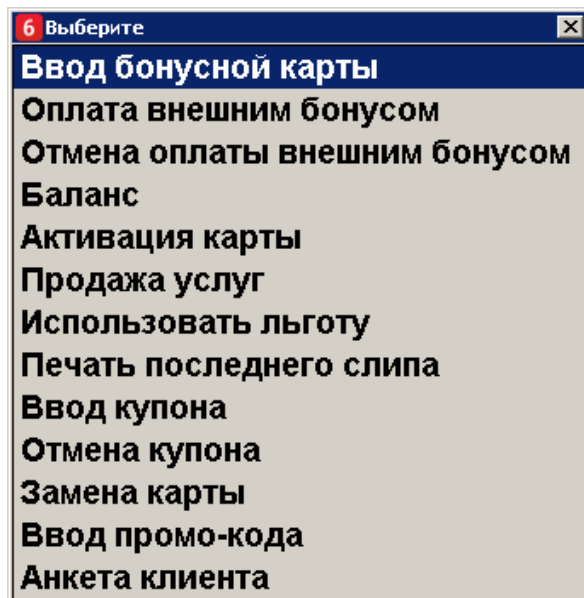 6 Выберите
Ввод бонусной карты
Оплата внешним бонусом
Отмена оплаты внешним бонусом
Баланс
Активация карты
Продажа услуг
Использовать льготу
Печать последнего слипа
Ввод купона
Отмена купона
Замена карты
Ввод промо-кода
Анкета клиента